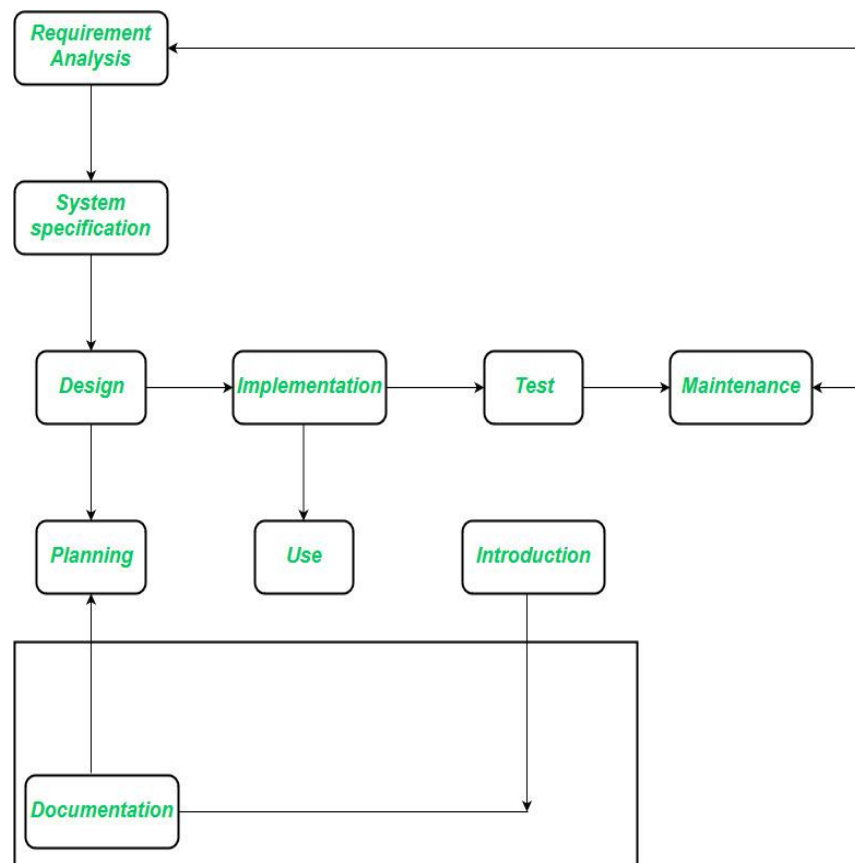 Requirement
Analysis
System
specification
Design
Implementation
Test
Maintenance
Planning
Use
Introduction
Documentation